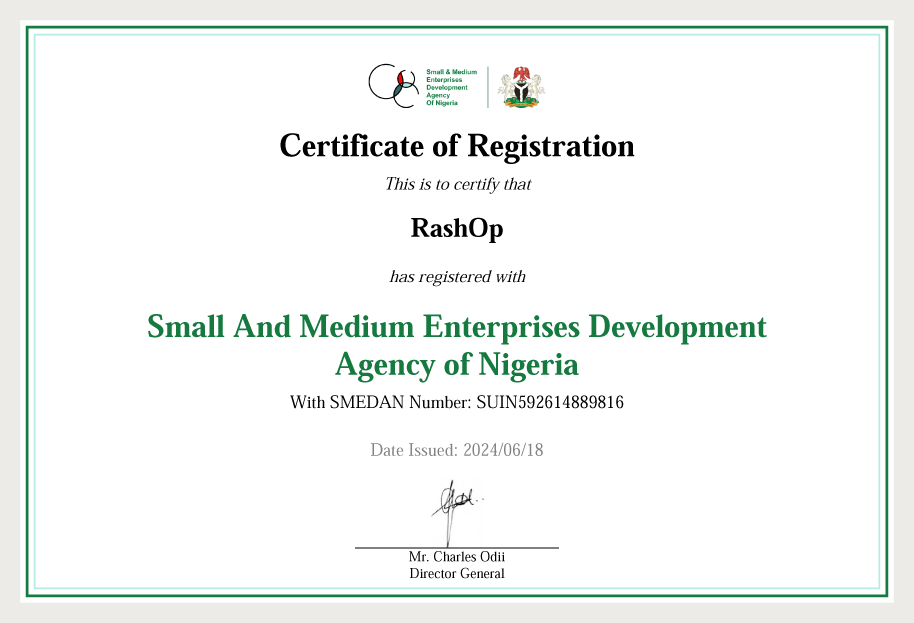 Small & Medium
Enterprises
Development
Agency
Of Nigeria
Certificate of Registration
This is to certify that
RashOp
has registered with
Small And Medium Enterprises Development
Agency of Nigeria
With SMEDAN Number: SUIN592614889816
Date Issued: 2024/06/18
Mr. Charles Odii
Director General